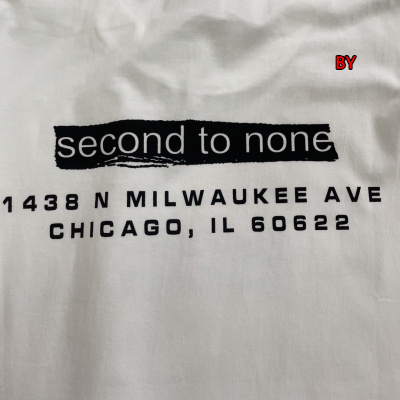 BY
second to none
1438 N MILWAUKEE AVE
CHICAGO, IL 60622